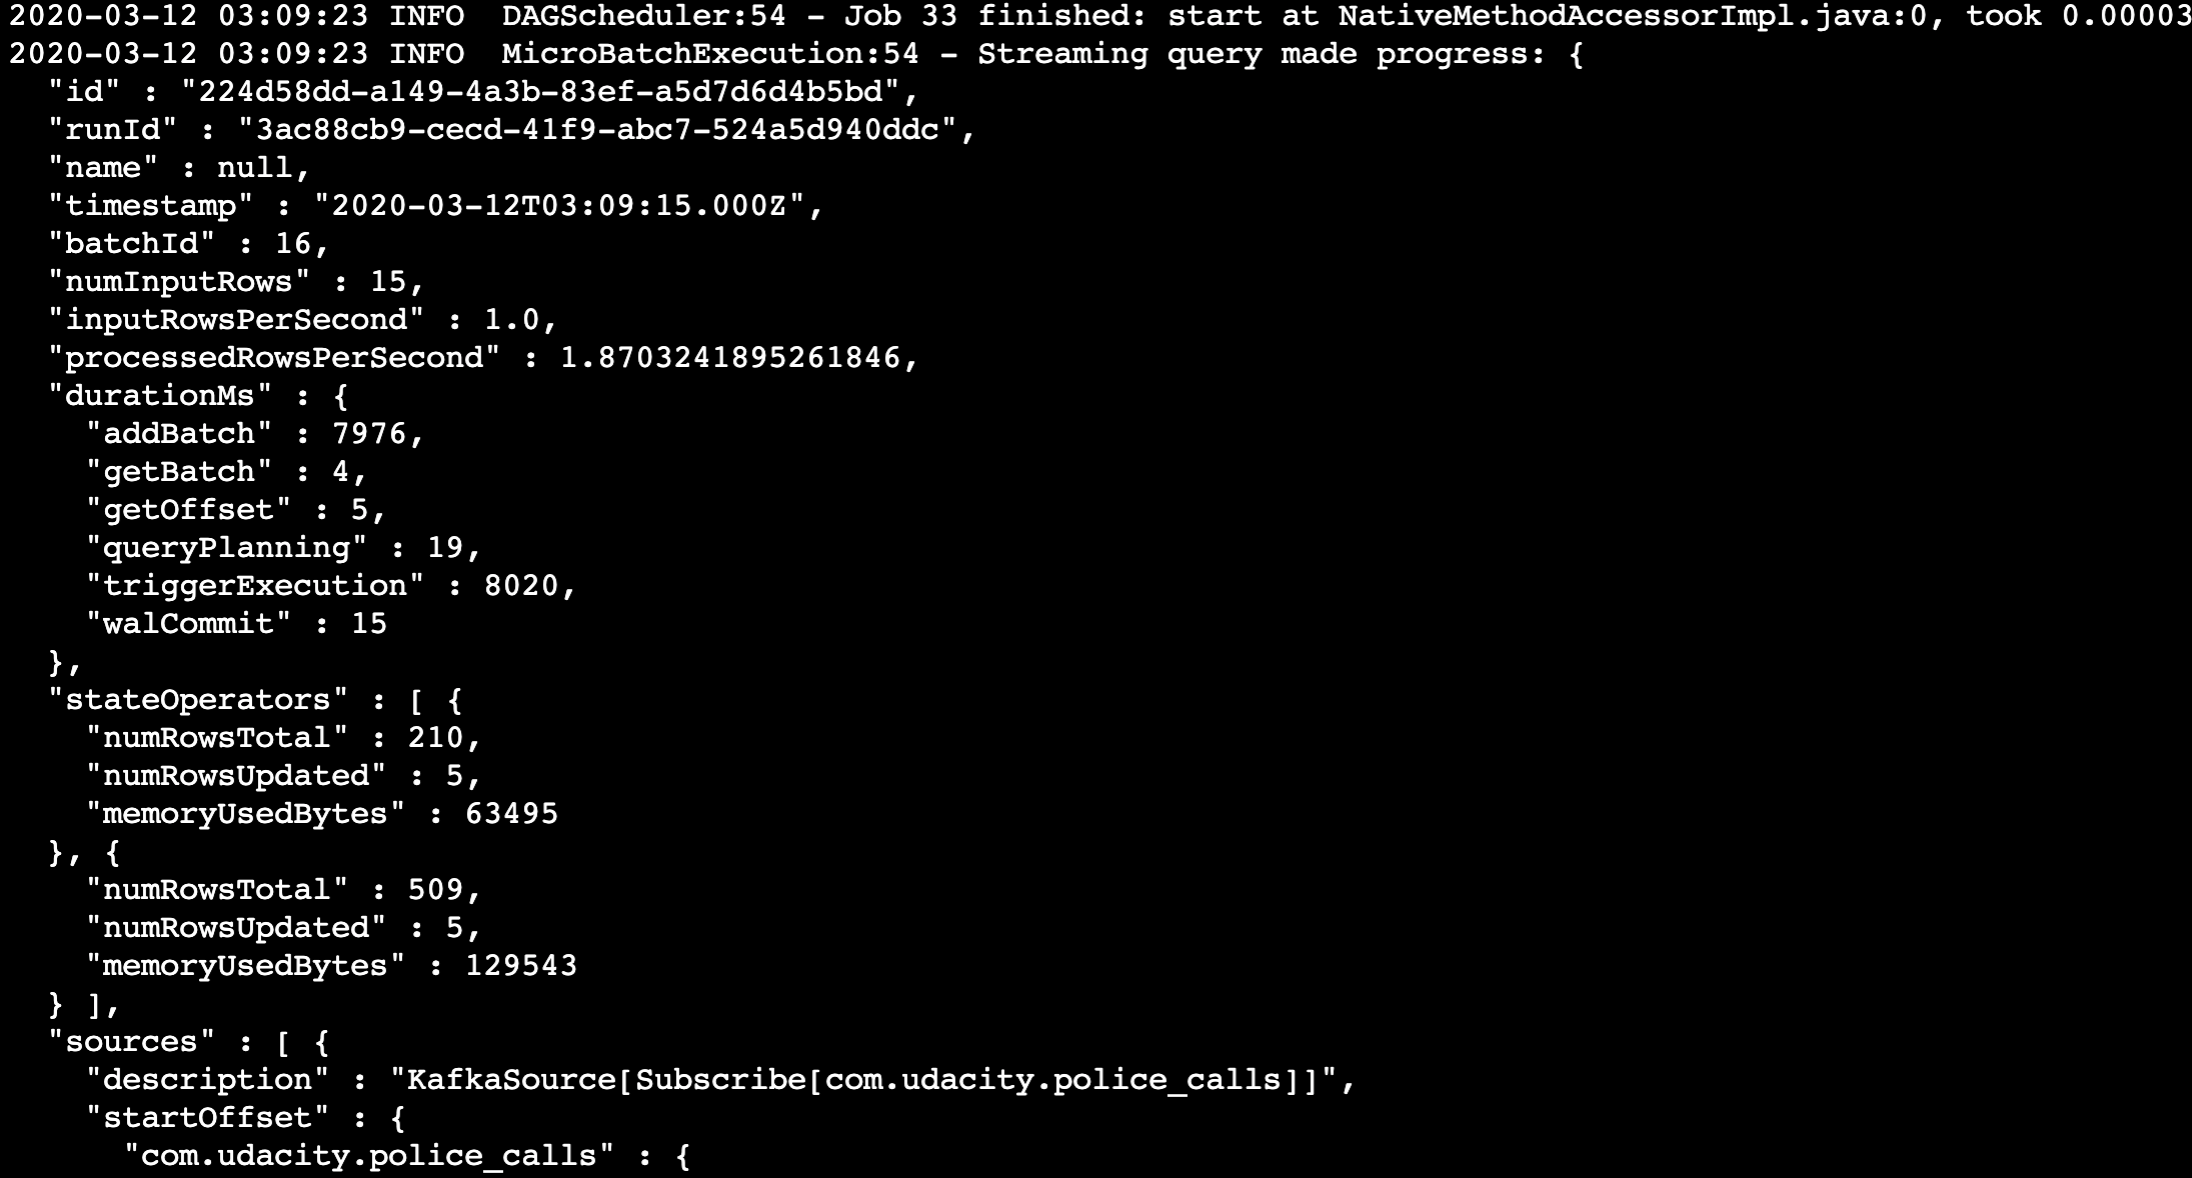 2020-03-12 03:09:23 INFO  DAGScheduler:54 - Job 33 finished: start at NativeMethodAccessorImpl.java:0, took 0.00003
2020-03-12 03:09:23 INFO  MicroBatchExecution:54 - Streaming query made progress: {
  "id" : "224d58dd-a149-4a3b-83ef-a5d7d6d4b5bd",
  "runId" : "3ac88cb9-cecd-41f9-abc7-524a5d940ddc",
  "name" : null,
  "timestamp" : "2020-03-12T03:09:15.000Z",
  "batchId" : 16,
  "numInputRows" : 15,
  "inputRowsPerSecond" : 1.0,
  "processedRowsPerSecond" : 1.8703241895261846,
  "durationMs" : {
    "addBatch" : 7976,
    "getBatch" : 4,
    "getOffset" : 5,
    "queryPlanning" : 19,
    "triggerExecution" : 8020,
    "walCommit" : 15
  },
  "stateOperators" : [ {
    "numRowsTotal" : 210,
    "numRowsUpdated" : 5,
    "memoryUsedBytes" : 63495
  }, {
    "numRowsTotal" : 509,
    "numRowsUpdated" : 5,
    "memoryUsedBytes" : 129543
  } ],
  "sources" : [ {
    "description" : "KafkaSource[Subscribe[com.udacity.police_calls]]",
    "startOffset" : {
      "com.udacity.police_calls" : {